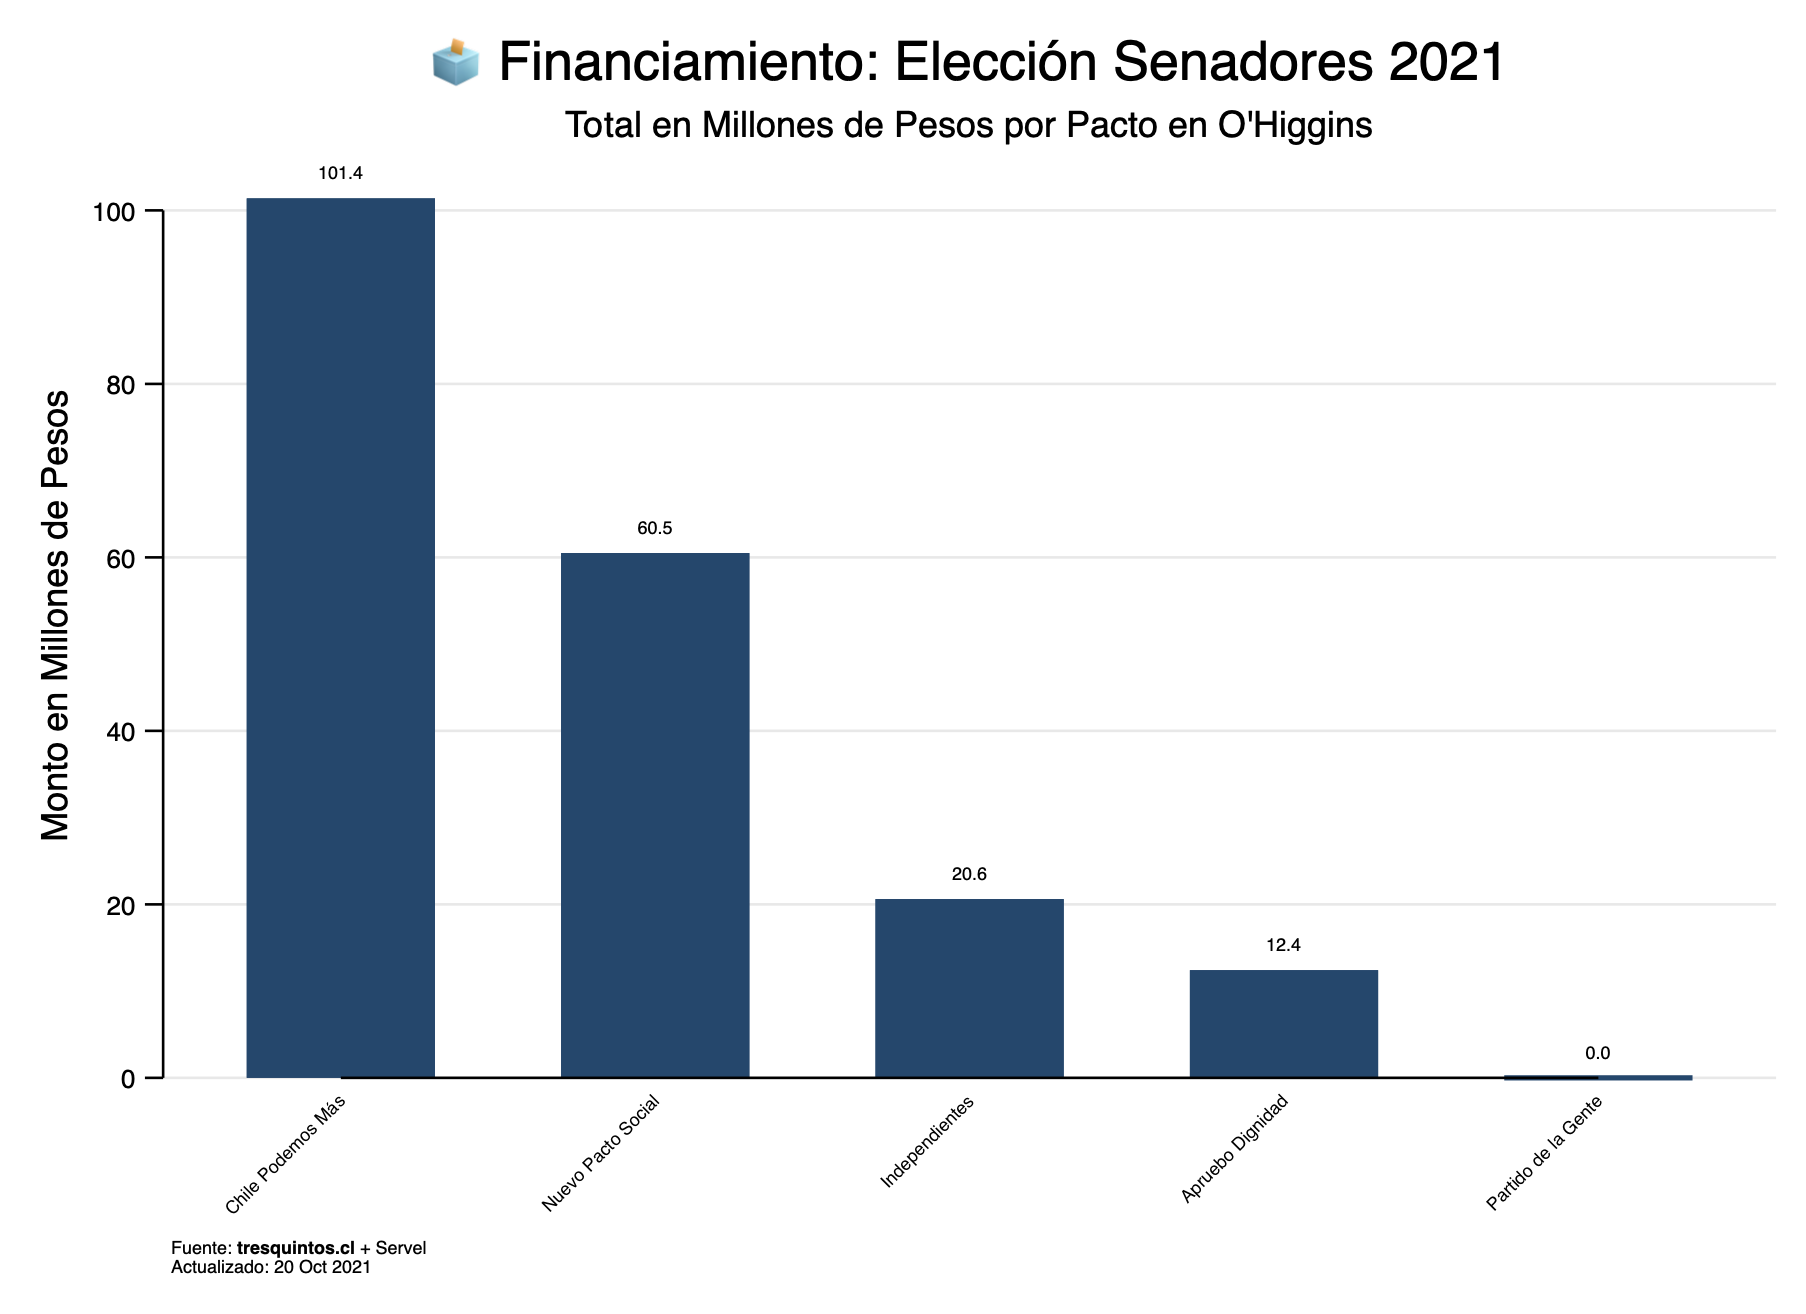 Financiamiento: Elección Senadores 2021
Total en Millones de Pesos por Pacto en O'Higgins
Monto en Millones de Pesos
100
80
60
40
20
0
101.4
60.5
20.6
12.4
0.0
Chile Podemos Más
Nuevo Pacto Social
Independientes
Apruebo Dignidad
Partido de la Gente
Fuente: tresquintos.cl + Servel
Actualizado: 20 Oct 2021